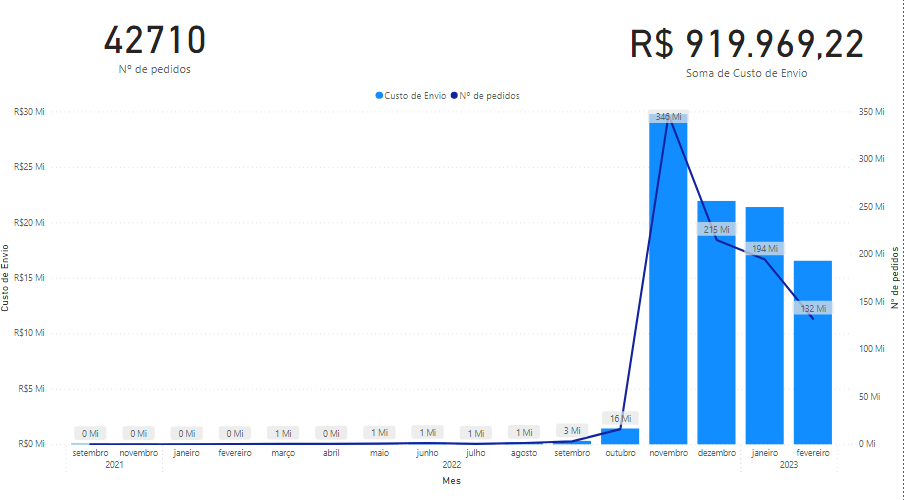 42710
Nº de pedidos
R$ 919.969,22
Soma de Custo de Envio
Custo de Envio Nº de pedidos
R$30 Mi
R$25 Mi
R$20 Mi
R$15 Mi
R$10 Mi
R$5 Mi
R$0 Mi
Custo de Envio
350 Mi
300 Mi
250 Mi
200 Mi
150 Mi
100 Mi
50 Mi
0 Mi
Nº de pedidos
0 Mi 0 Mi 0 Mi 0 Mi 1 Mi 0 Mi 1 Mi 1 Mi 1 Mi 1 Mi 3 Mi 16 Mi 346 Mi 215 Mi 194 Mi 132 Mi
setembro novembro janeiro fevereiro março abril maio junho julho agosto setembro outubro novembro dezembro janeiro fevereiro
2021 2022 2023
Mes